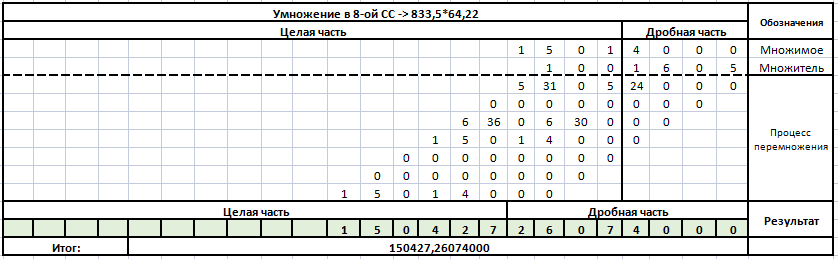 Умножение в 8-ой СС -> 833,5*64,22 Обозначения
Целая часть Дробная часть
1 5 0 1 4 0 0 0 Множимое
1 0 0 1 6 0 5 Множитель
5 31 0 5 24 0 0 0
0 0 0 0 0 0 0 0
6 36 0 6 30 0 0 0
1 5 0 1 4 0 0 0
Процесс
перемножения
0 0 0 0 0 0 0 0
0 0 0 0 0 0 0 0
1 5 0 1 4 0 0 0
Целая часть Дробная часть Результат
1 5 0 4 2 7 2 6 0 7 4 0 0 0
Итог: 150427,26074000